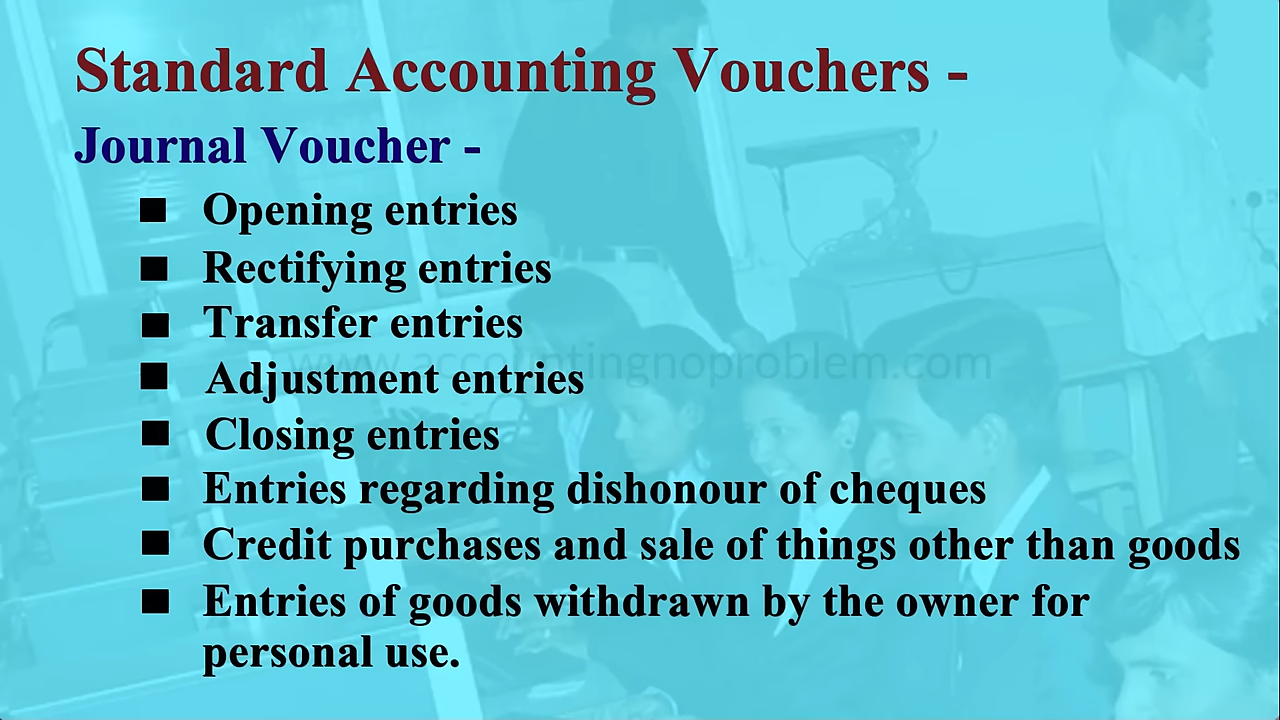 Standard Accounting Vouchers -
Journal Voucher -
■ Opening entries
■ Rectifying entries
■ Transfer entries
www.accountingnoproblem.com
■ Adjustment entries
■ Closing entries
■ Entries regarding dishonour of cheques
■ Credit purchases and sale of things other than goods
■ Entries of goods withdrawn by the owner for
personal use.